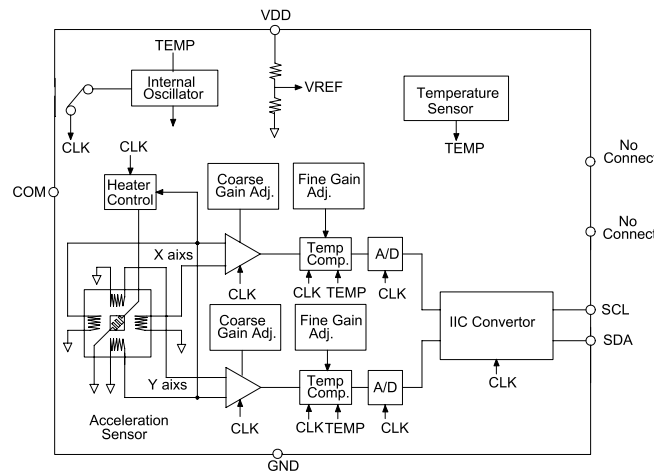 VDD
TEMP
Internal
Oscillator
VREF
Temperature
Sensor
TEMP
CLK
CLK
No
Connect
COM
Heater
Control
Coarse
Gain Adj.
Fine Gain
Adj.
No
Connect
X aixs
Temp
Comp.
A/D
CLK
CLK
TEMP
CLK
Coarse
Gain Adj.
Fine Gain
Adj.
IIC Convertor
SCL
SDA
CLK
Y aixs
Temp
Comp.
A/D
Acceleration
Sensor
CLK
CLK
TEMP
CLK
GND